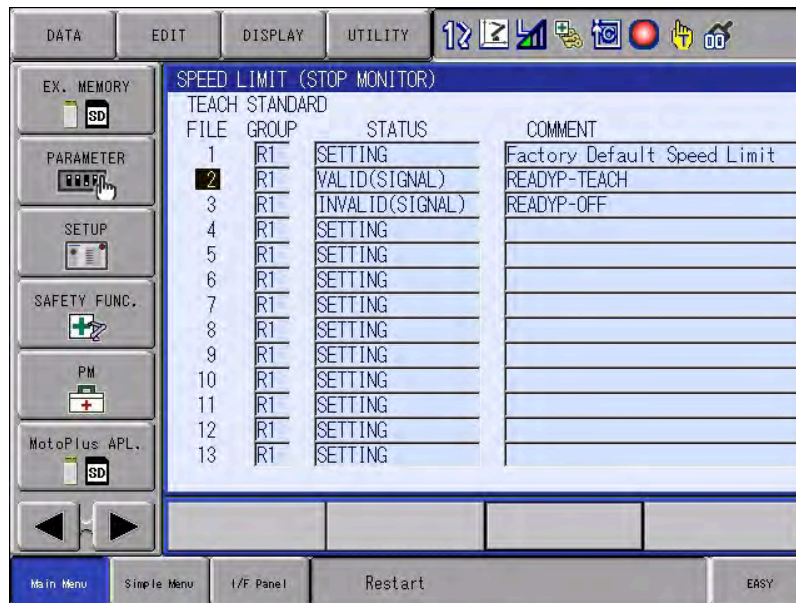 DATA EDIT DISPLAY UTILITY
EX. MEMORY
SD
PARAMETER
SETUP
SAFETY FUNC.
PM
MotoPlus APL.
SD
SPEED LIMIT (STOP MONITOR)
TEACH STANDARD
FILE GROUP STATUS COMMENT
1 R1 SETTING Factory Default Speed Limit
2 R1 VALID(SIGNAL) READYP-TEACH
3 R1 INVALID(SIGNAL) READYP-OFF
4 R1 SETTING
5 R1 SETTING
6 R1 SETTING
7 R1 SETTING
8 R1 SETTING
9 R1 SETTING
10 R1 SETTING
11 R1 SETTING
12 R1 SETTING
13 R1 SETTING
Main Menu Simple Menu I/F Panel Restart EASY